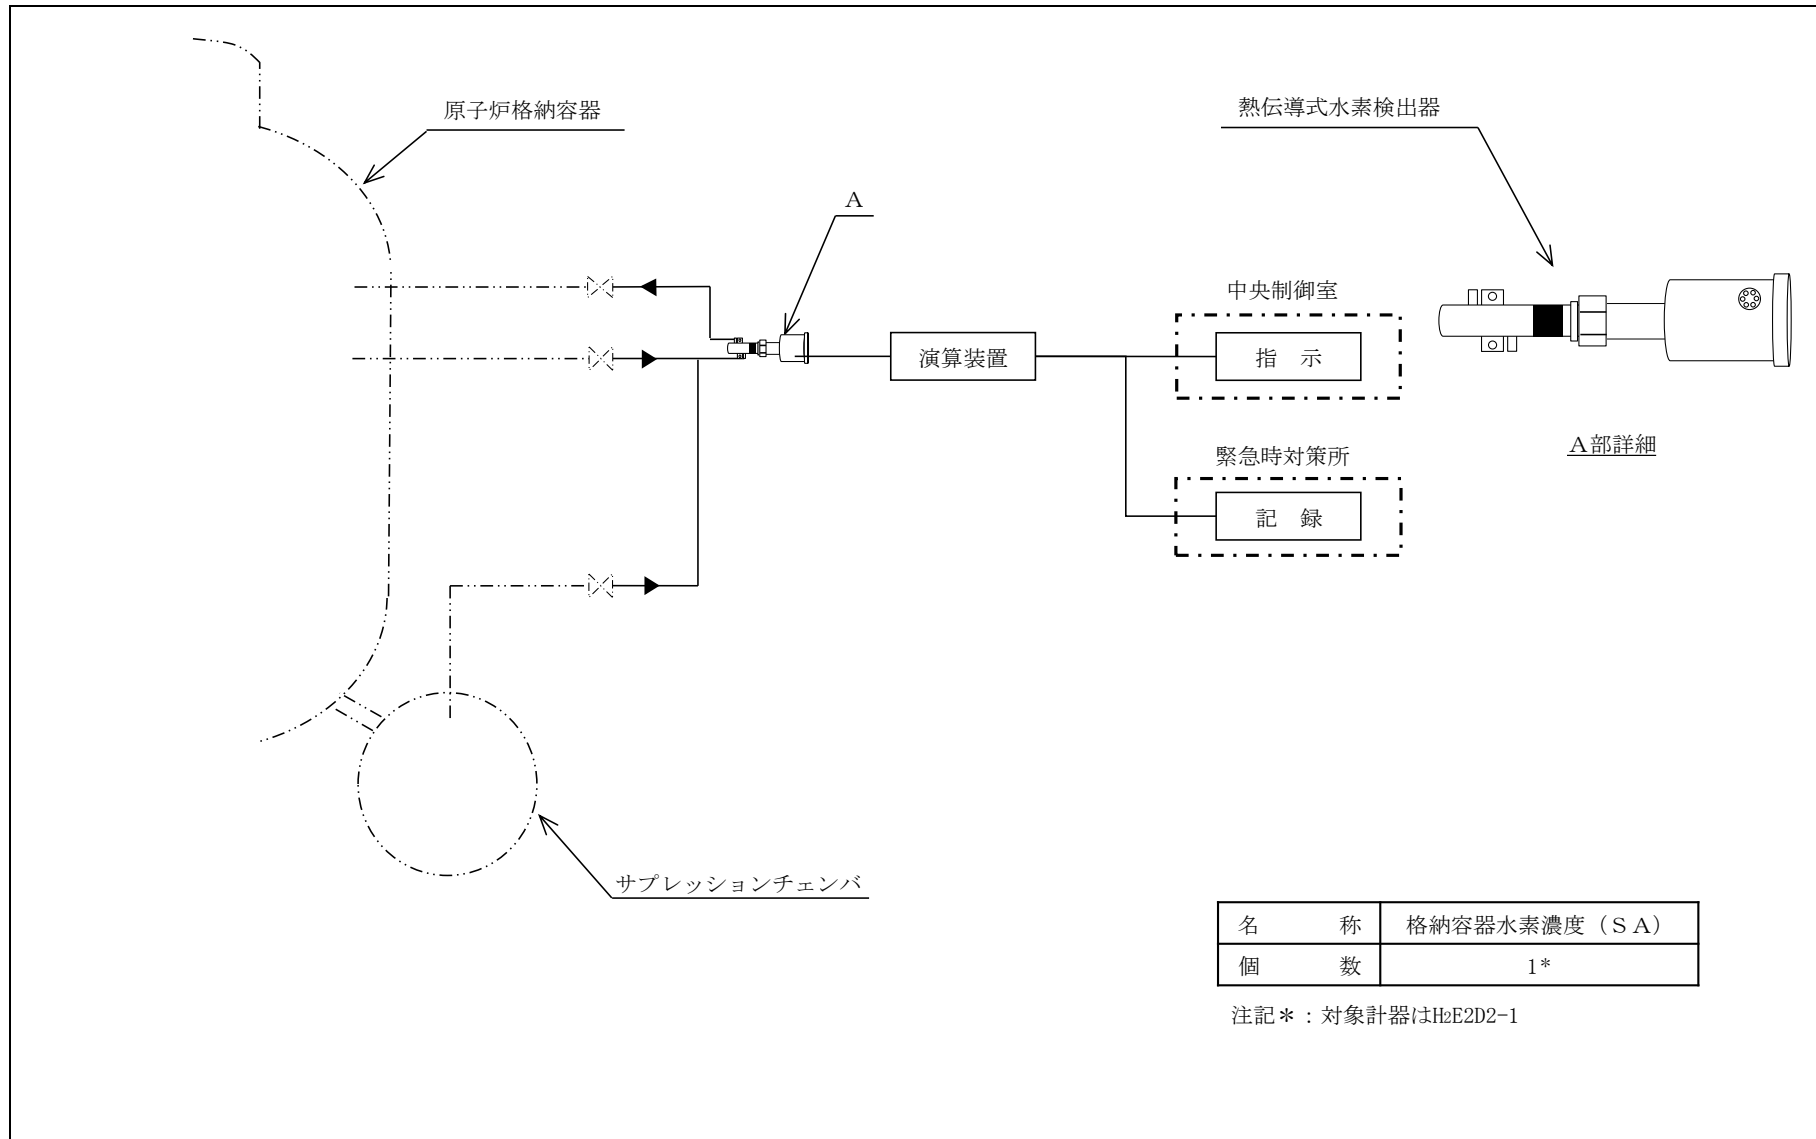 原子炉格納容器
熱伝導式水素検出器
A
中央制御室
演算装置
指　示
A部詳細
緊急時対策所
記　録
サプレッションチェンバ
名　称　格納容器水素濃度（SA）
個　数　1*
注記＊：対象計器はH2E2D2-1